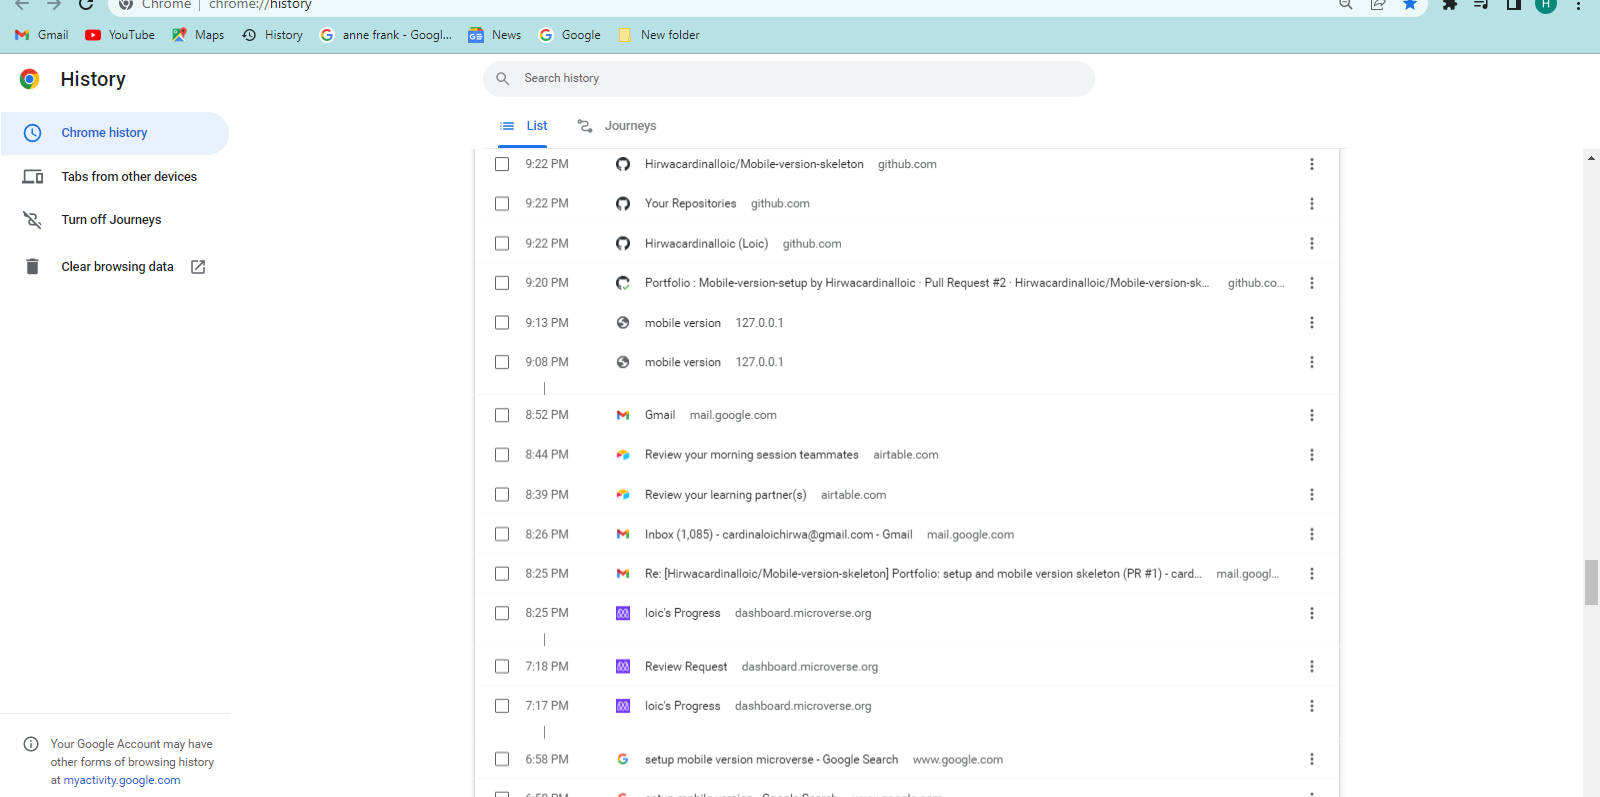 Chrome | chrome://history
H
Gmail YouTube Maps History anne frank - Googl... News Google New folder
History
Search history
Chrome history
Tabs from other devices
Turn off Journeys
Clear browsing data
List Journeys
9:22 PM Hirwacardinalloic/Mobile-version-skeleton github.com
9:22 PM Your Repositories github.com
9:22 PM Hirwacardinalloic (Loic) github.com
9:20 PM Portfolio : Mobile-version-setup by Hirwacardinalloic · Pull Request #2 · Hirwacardinalloic/Mobile-version-sk... github.co...
9:13 PM mobile version 127.0.0.1
9:08 PM mobile version 127.0.0.1
8:52 PM Gmail mail.google.com
8:44 PM Review your morning session teammates airtable.com
8:39 PM Review your learning partner(s) airtable.com
8:26 PM Inbox (1,085) - cardinaloichirwa@gmail.com - Gmail mail.google.com
8:25 PM Re: [Hirwacardinalloic/Mobile-version-skeleton] Portfolio: setup and mobile version skeleton (PR #1) - card... mail.googl...
8:25 PM loic's Progress dashboard.microverse.org
7:18 PM Review Request dashboard.microverse.org
7:17 PM loic's Progress dashboard.microverse.org
6:58 PM setup mobile version microverse - Google Search www.google.com
Your Google Account may have
other forms of browsing history
at myactivity.google.com